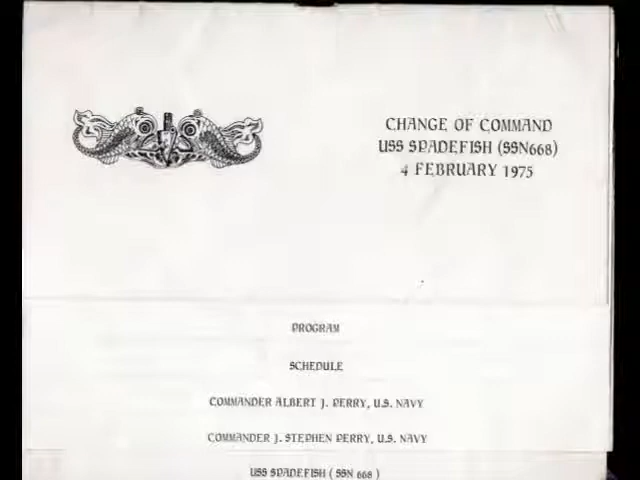 CHANGE OF COMMAND
USS SPADEFISH (SSN668)
4 FEBRUARY 1975
PROGRAM
SCHEDULE
COMMANDER ALBERT J. PERRY, U.S. NAVY
COMMANDER J. STEPHEN PERRY, U.S. NAVY
USS SPADEFISH ( SSN 668 )